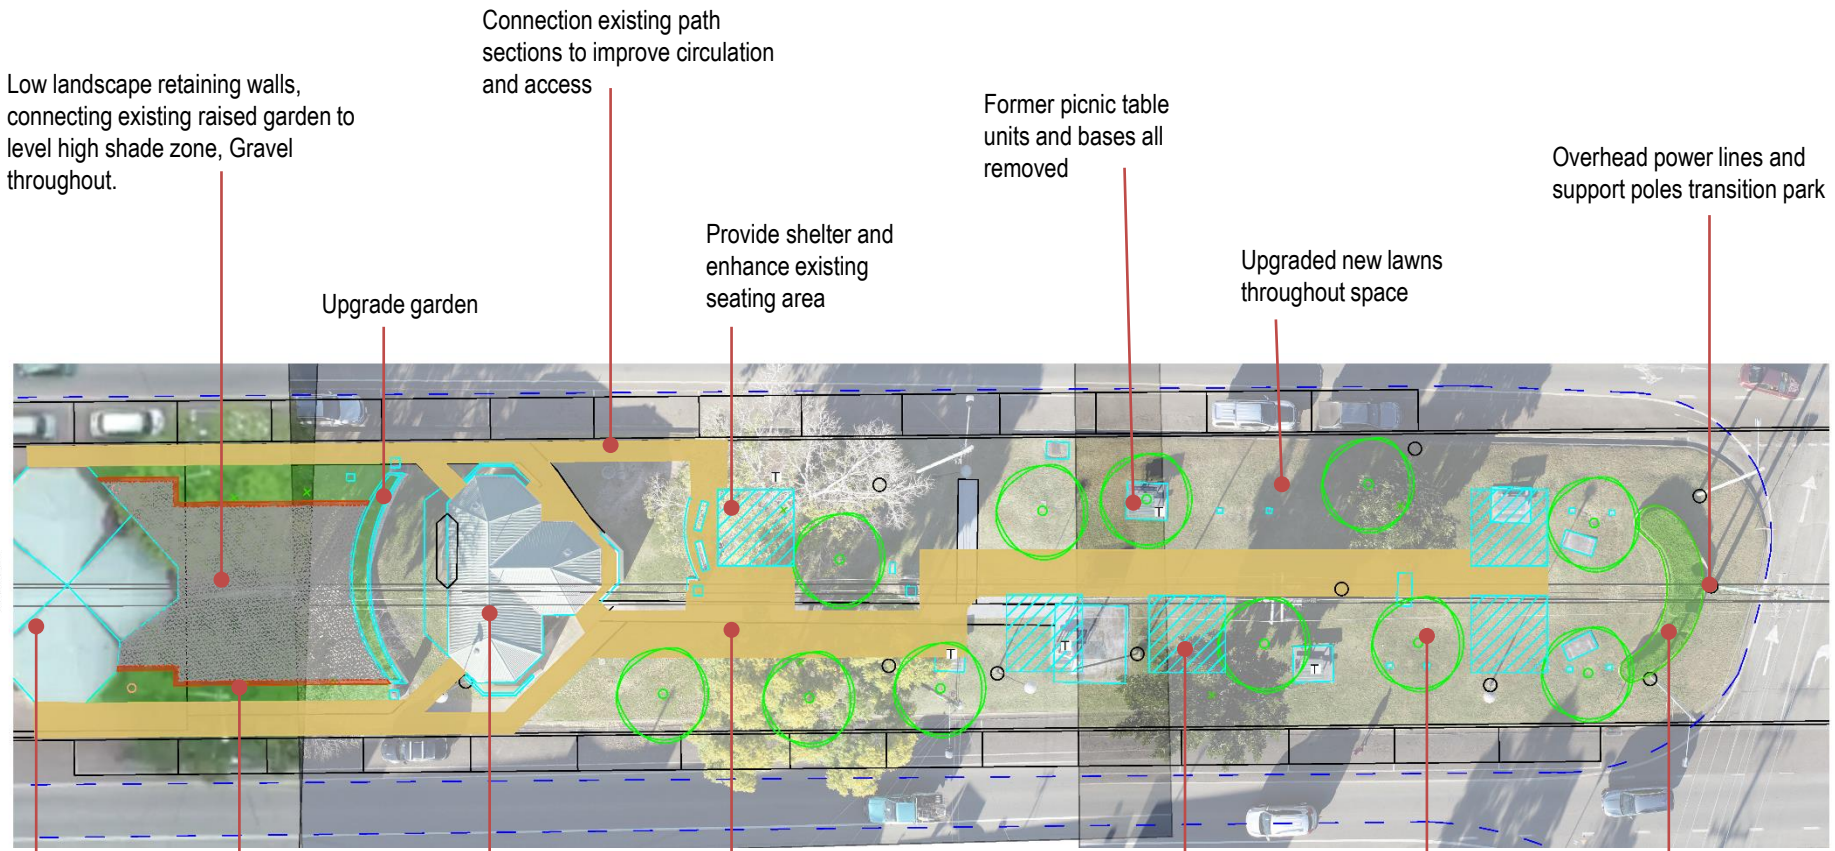 Connection existing path
sections to improve circulation
and access
Low landscape retaining walls,
connecting existing raised garden to
level high shade zone, Gravel
throughout.
Former picnic table
units and bases all
removed
Overhead power lines and
support poles transition park
Provide shelter and
enhance existing
seating area
Upgraded new lawns
throughout space
Upgrade garden
T
T
T
T
T